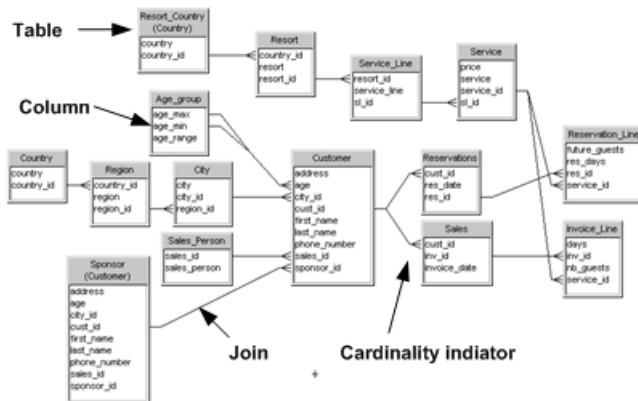 Table
Resort_Country
(Country)
country
country_id
Resort
country_id
resort
resort_id
Service_Line
resort_id
service_line
sl_id
Service
price
service
service_id
sl_id
Column
Age_group
age_max
age_min
age_range
Reservation_Line
future_guests
res_days
res_id
service_id
Country
country
country_id
Region
country_id
region
region_id
City
city
city_id
region_id
Customer
address
age
city_id
cust_id
first_name
last_name
phone_number
sales_id
sponsor_id
Reservations
cust_id
res_date
res_id
Sales
cust_id
inv_id
invoice_date
Invoice_Line
days
inv_id
nb_guests
service_id
Sales_Person
sales_id
sales_person
Sponsor
(Customer)
address
age
city_id
cust_id
first_name
last_name
phone_number
sales_id
sponsor_id
Join
Cardinality indiator
+